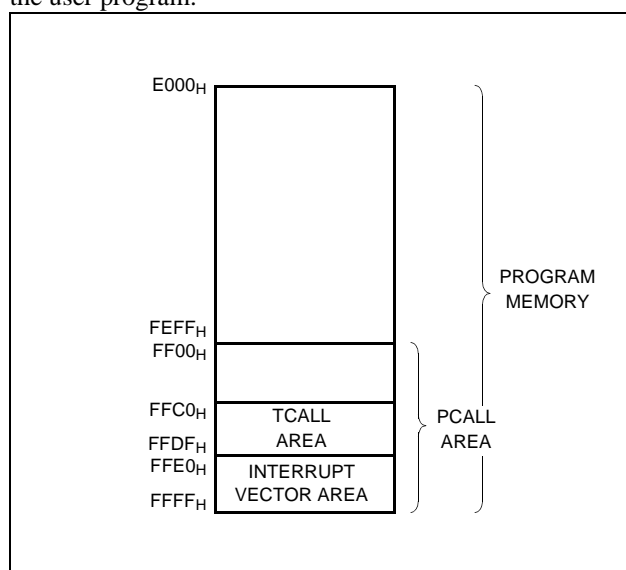 the user program.
E000H
PROGRAM
MEMORY
FEFFH
FF00H
FFC0H
TCALL
AREA
PCALL
AREA
FFDFH
FFE0H
INTERRUPT
VECTOR AREA
FFFFH